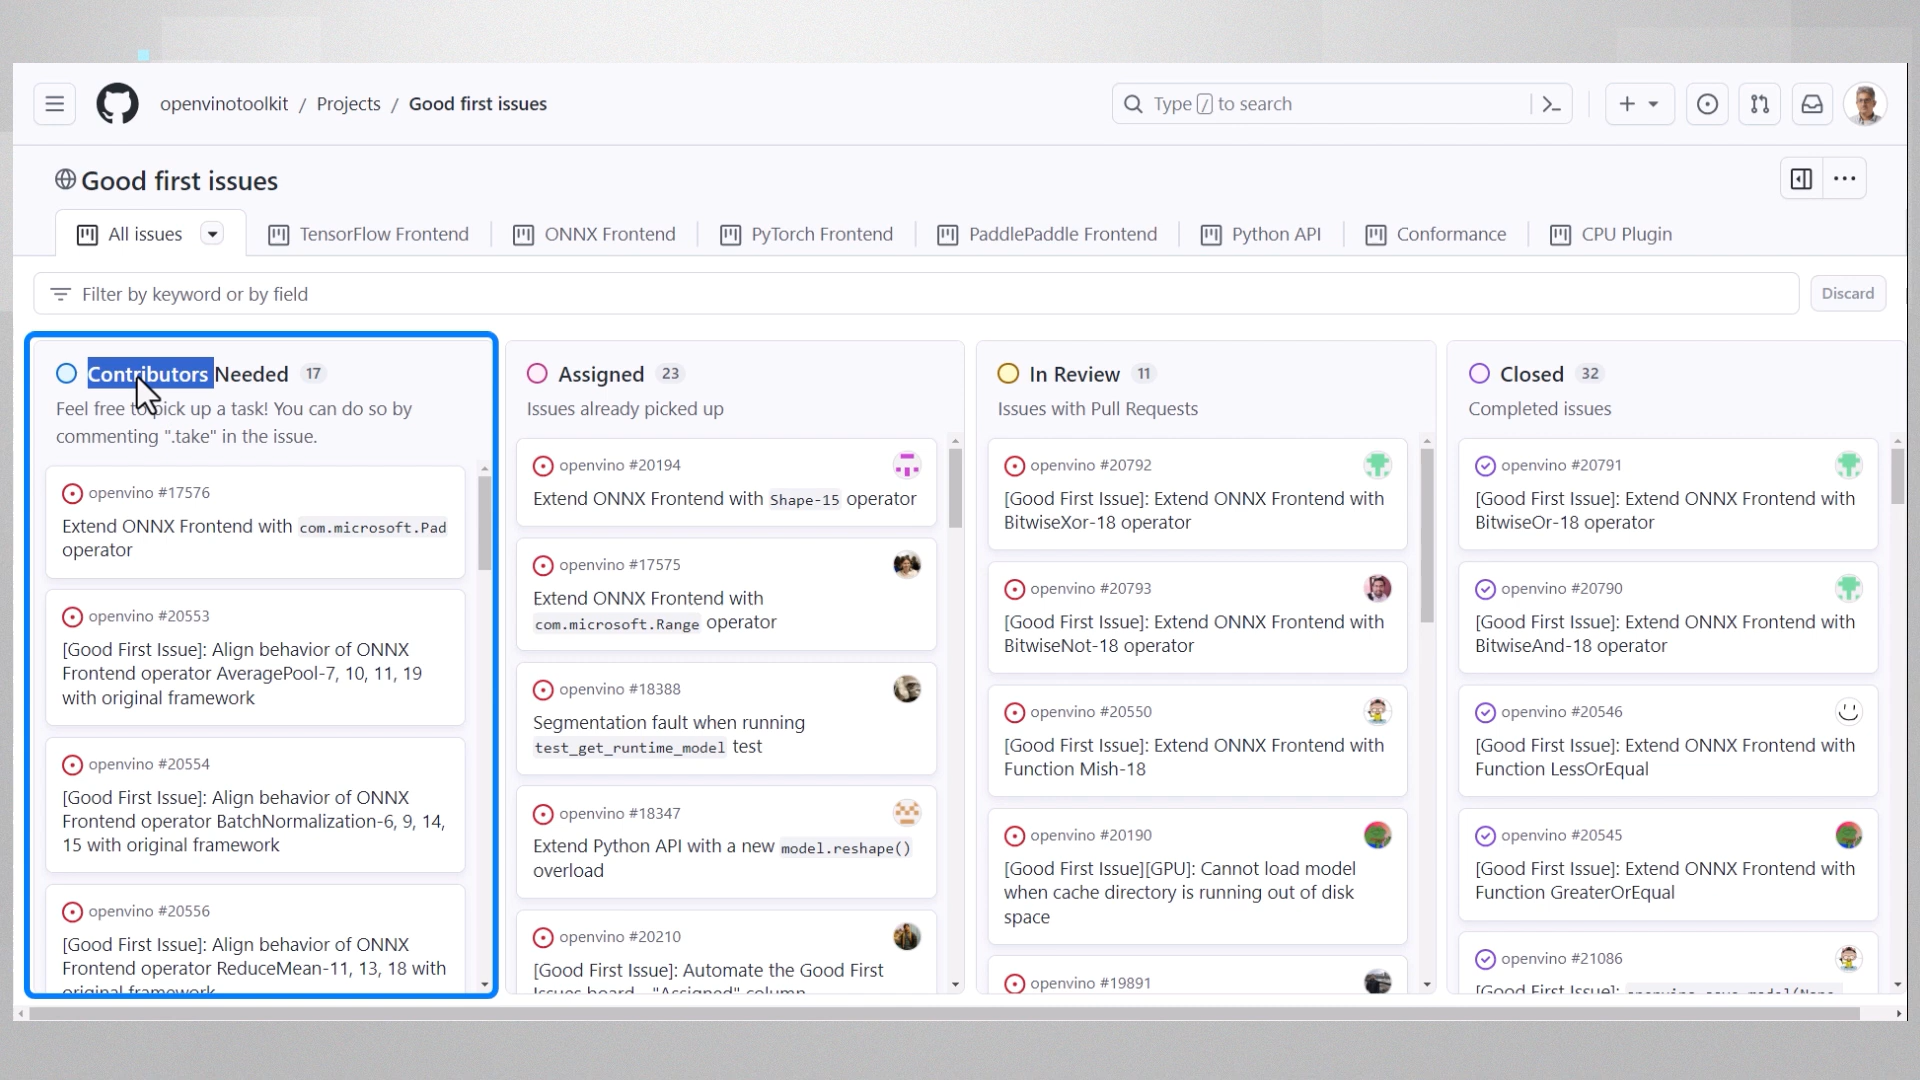 openvinotoolkit / Projects / Good first issues
Type / to search
Good first issues
All issues
TensorFlow Frontend
ONNX Frontend
PyTorch Frontend
PaddlePaddle Frontend
Python API
Conformance
CPU Plugin
Filter by keyword or by field
Discard
Contributors Needed 17
Feel free to pick up a task! You can do so by
commenting ".take" in the issue.
openvino #17576
Extend ONNX Frontend with com.microsoft.Pad
operator
openvino #20553
[Good First Issue]: Align behavior of ONNX
Frontend operator AveragePool-7, 10, 11, 19
with original framework
openvino #20554
[Good First Issue]: Align behavior of ONNX
Frontend operator BatchNormalization-6, 9, 14,
15 with original framework
openvino #20556
[Good First Issue]: Align behavior of ONNX
Frontend operator ReduceMean-11, 13, 18 with
original framework
Assigned 23
Issues already picked up
openvino #20194
Extend ONNX Frontend with Shape-15 operator
openvino #17575
Extend ONNX Frontend with
com.microsoft.Range operator
openvino #18388
Segmentation fault when running
test_get_runtime_model test
openvino #18347
Extend Python API with a new model.reshape()
overload
openvino #20210
[Good First Issue]: Automate the Good First
Issues board - "Assigned" column
In Review 11
Issues with Pull Requests
openvino #20792
[Good First Issue]: Extend ONNX Frontend with
BitwiseXor-18 operator
openvino #20793
[Good First Issue]: Extend ONNX Frontend with
BitwiseNot-18 operator
openvino #20550
[Good First Issue]: Extend ONNX Frontend with
Function Mish-18
openvino #20190
[Good First Issue][GPU]: Cannot load model
when cache directory is running out of disk
space
openvino #19891
Closed 32
Completed issues
openvino #20791
[Good First Issue]: Extend ONNX Frontend with
BitwiseOr-18 operator
openvino #20790
[Good First Issue]: Extend ONNX Frontend with
BitwiseAnd-18 operator
openvino #20546
[Good First Issue]: Extend ONNX Frontend with
Function LessOrEqual
openvino #20545
[Good First Issue]: Extend ONNX Frontend with
Function GreaterOrEqual
openvino #21086
[Good First Issue]: openvino.save_model(None,